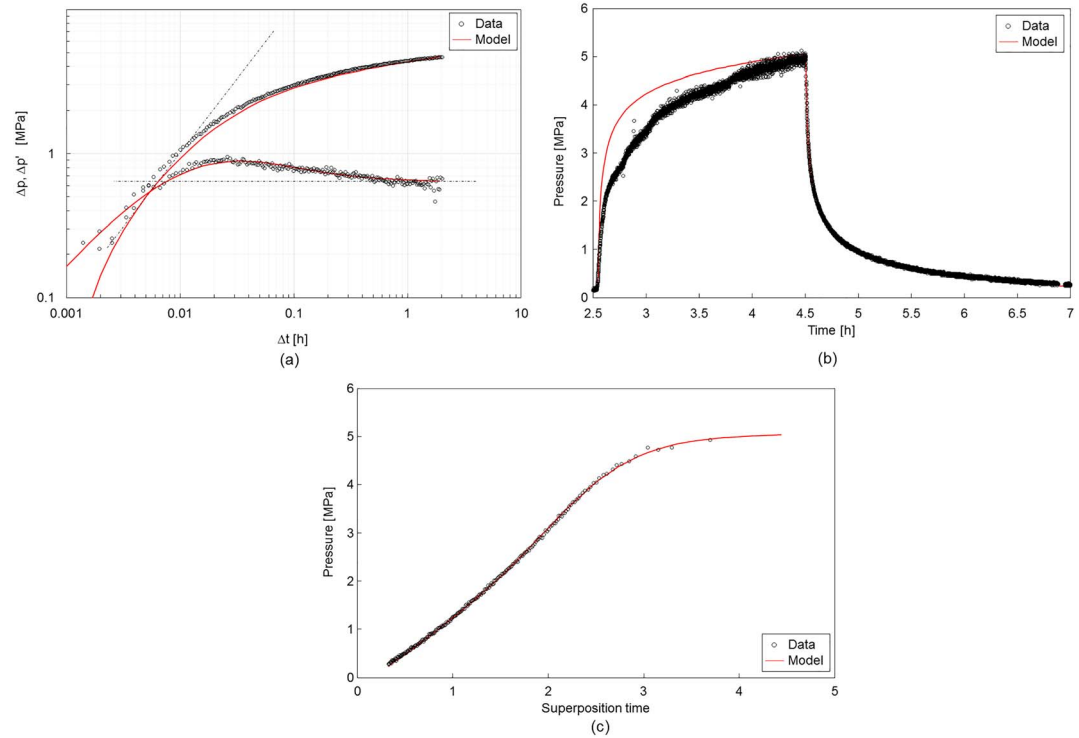 Data
Model
1
0.1
Δp, Δp' [MPa]
0.001
0.01
0.1
1
10
Δt [h]
(a)
Data
Model
6
5
4
3
2
1
0
Pressure [MPa]
2.5
3
3.5
4
4.5
5
5.5
6
6.5
7
Time [h]
(b)
6
5
4
3
2
1
0
Pressure [MPa]
Data
Model
0
1
2
3
4
5
Superposition time
(c)